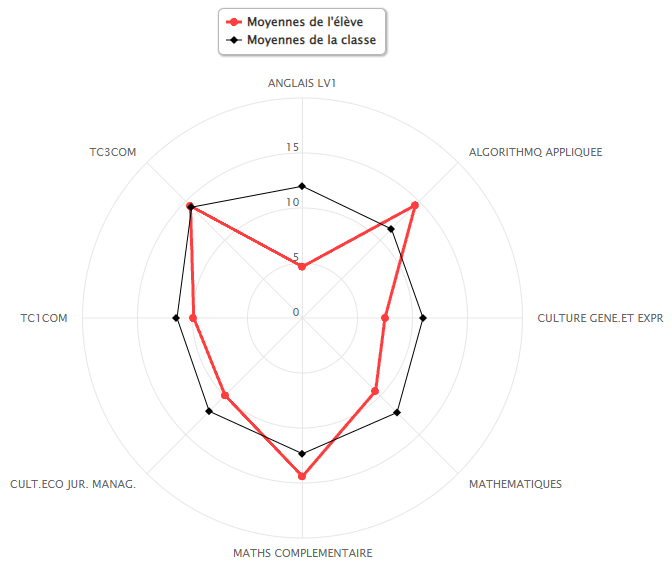 Moyennes de l'élève
Moyennes de la classe
ANGLAIS LV1
TC3COM
15
ALGORITHMQ APPLIQUEE
10
5
0
TC1COM
CULTURE GENE.ET EXPR
CULT.ECO JUR. MANAG.
MATHEMATIQUES
MATHS COMPLEMENTAIRE